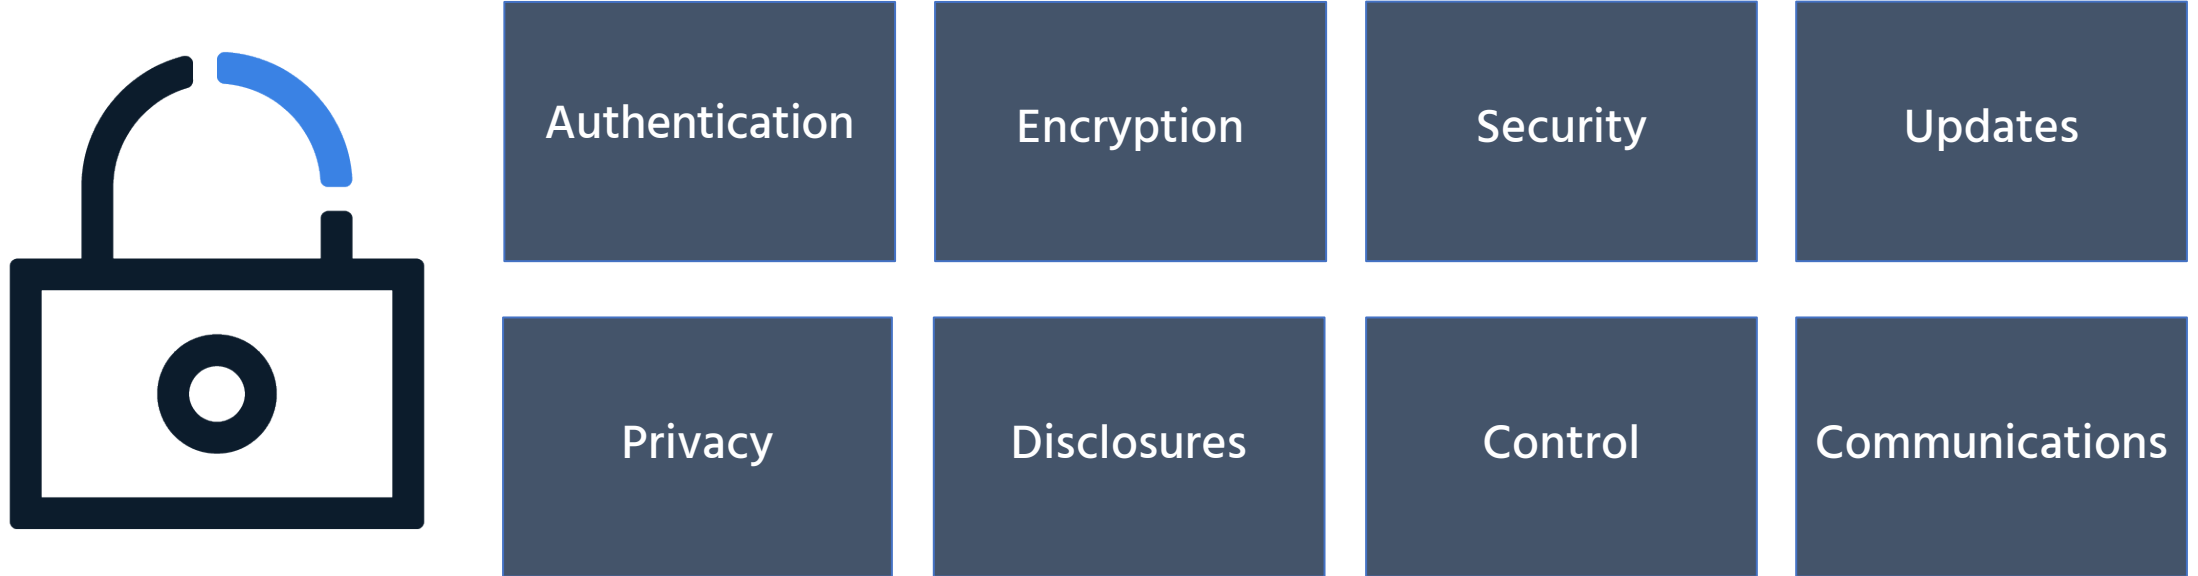 Authentication
Encryption
Security
Updates
Privacy
Disclosures
Control
Communications